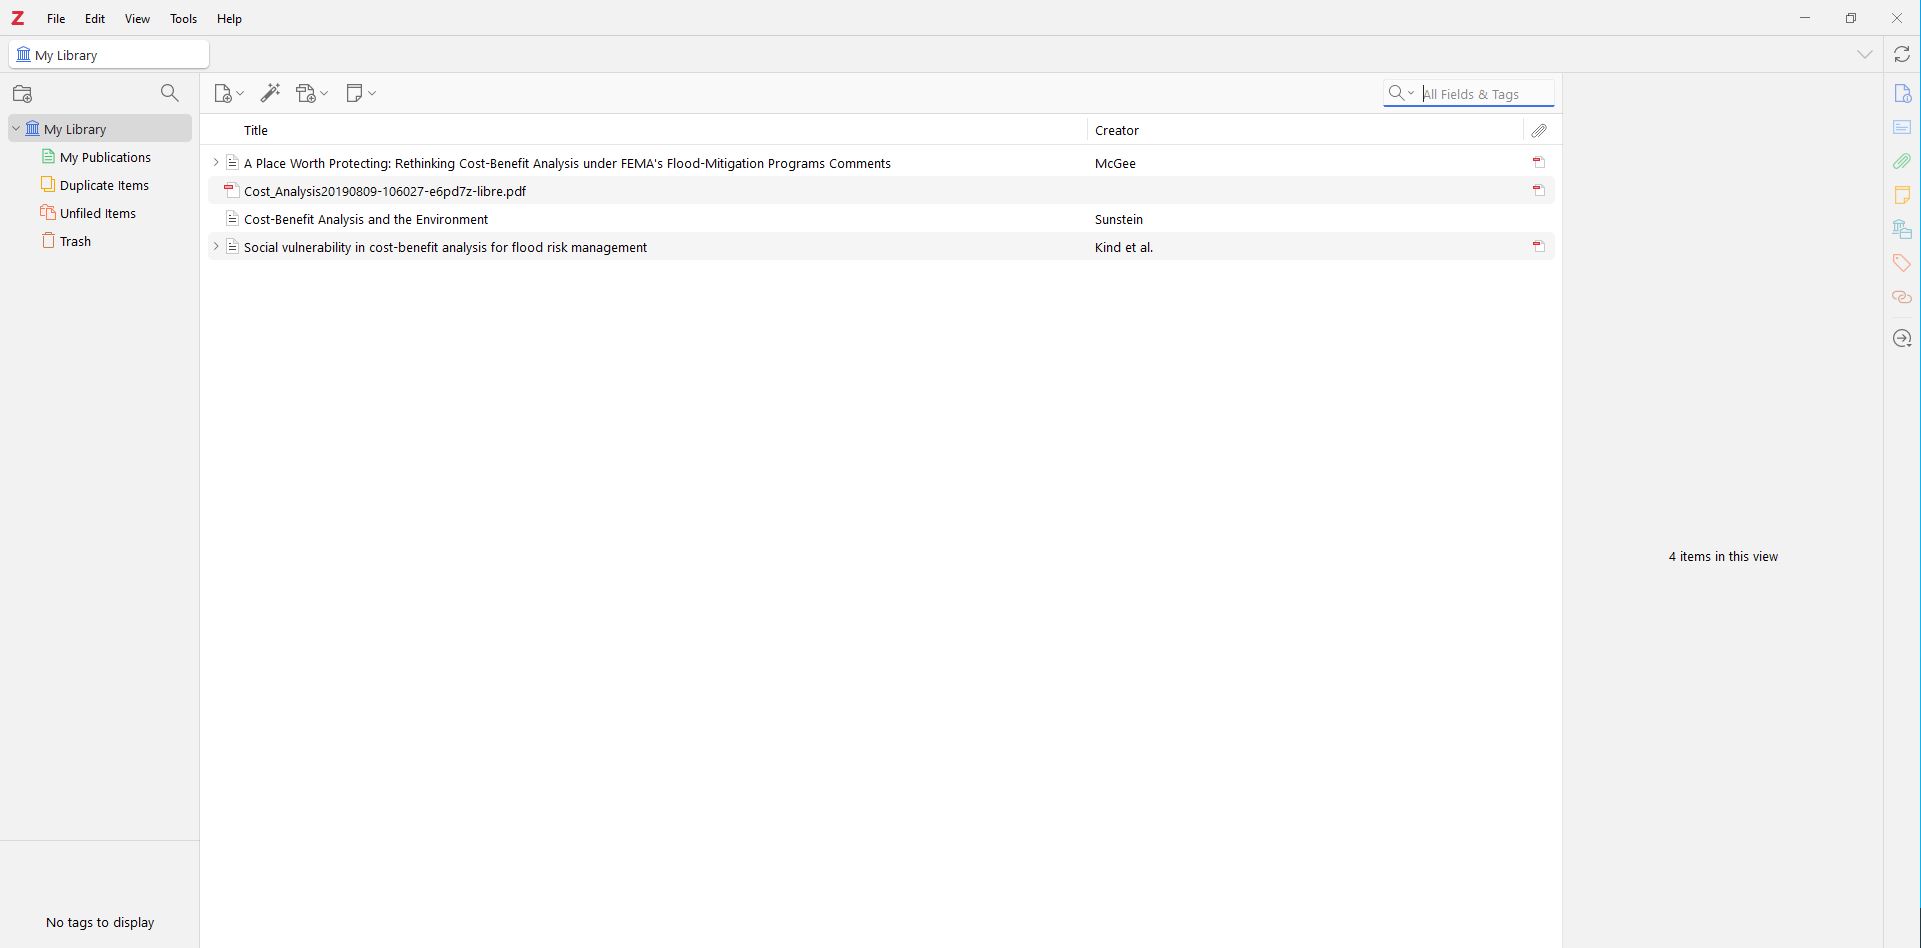 Z File Edit View Tools Help
My Library
All Fields & Tags
My Library
My Publications
Duplicate Items
Unfiled Items
Trash
No tags to display
Title Creator
A Place Worth Protecting: Rethinking Cost-Benefit Analysis under FEMA's Flood-Mitigation Programs Comments McGee
Cost_Analysis20190809-106027-e6pd7z-libre.pdf
Cost-Benefit Analysis and the Environment Sunstein
Social vulnerability in cost-benefit analysis for flood risk management Kind et al.
4 items in this view